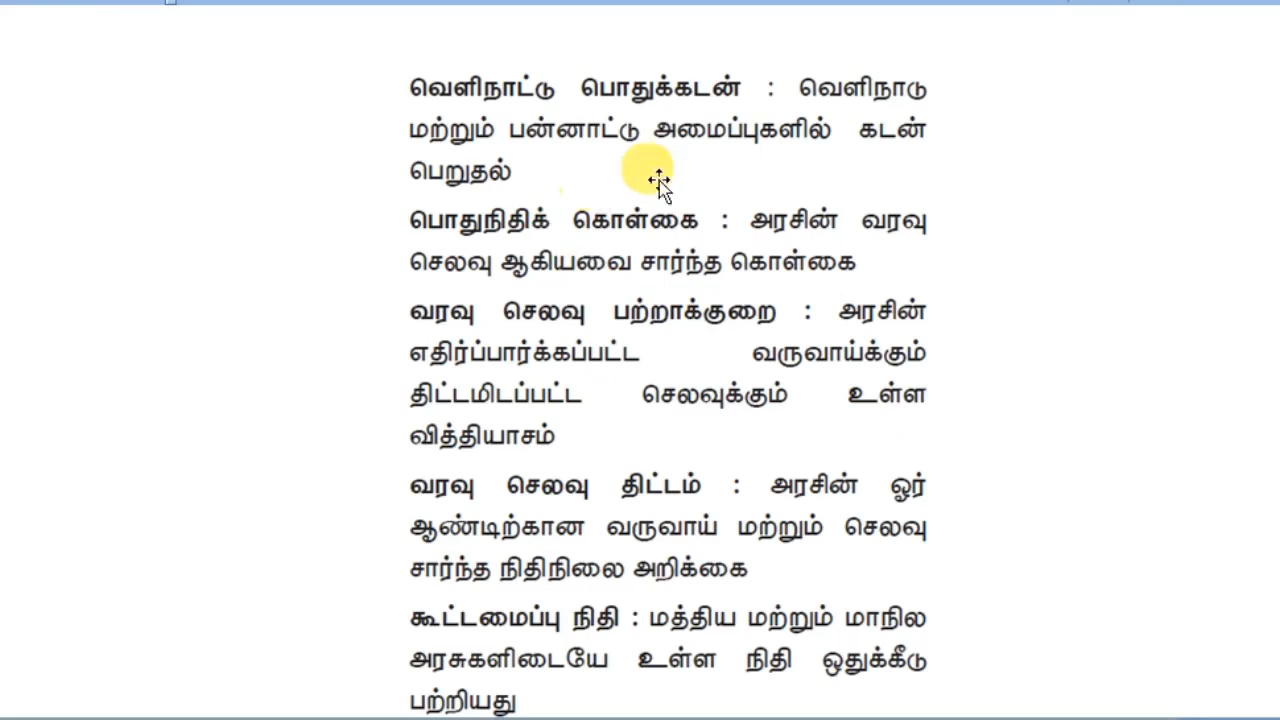 வெளிநாட்டு பொதுக்கடன் : வெளிநாடு
மற்றும் பன்னாட்டு அமைப்புகளில் கடன்
பெறுதல்
பொதுநிதிக் கொள்கை : அரசின் வரவு
செலவு ஆகியவை சார்ந்த கொள்கை
வரவு செலவு பற்றாக்குறை : அரசின்
எதிர்ப்பார்க்கப்பட்ட வருவாய்க்கும்
திட்டமிடப்பட்ட செலவுக்கும் உள்ள
வித்தியாசம்
வரவு செலவு திட்டம் : அரசின் ஓர்
ஆண்டிற்கான வருவாய் மற்றும் செலவு
சார்ந்த நிதிநிலை அறிக்கை
கூட்டமைப்பு நிதி : மத்திய மற்றும் மாநில
அரசுகளிடையே உள்ள நிதி ஒதுக்கீடு
பற்றியது